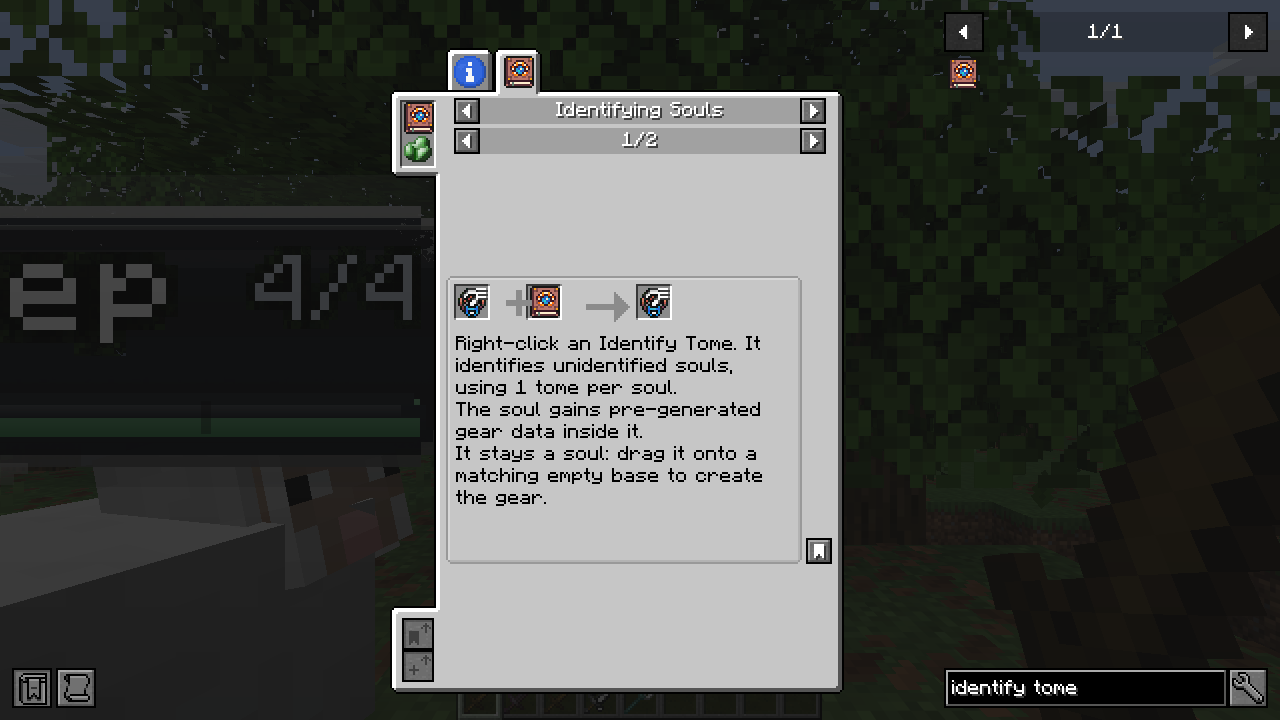 1/1
Identifying Souls
1/2
ep 4/4
Right-click an Identify Tome. It
identifies unidentified souls,
using 1 tome per soul.
The soul gains pre-generated
gear data inside it.
It stays a soul: drag it onto a
matching empty base to create
the gear.
identify tome